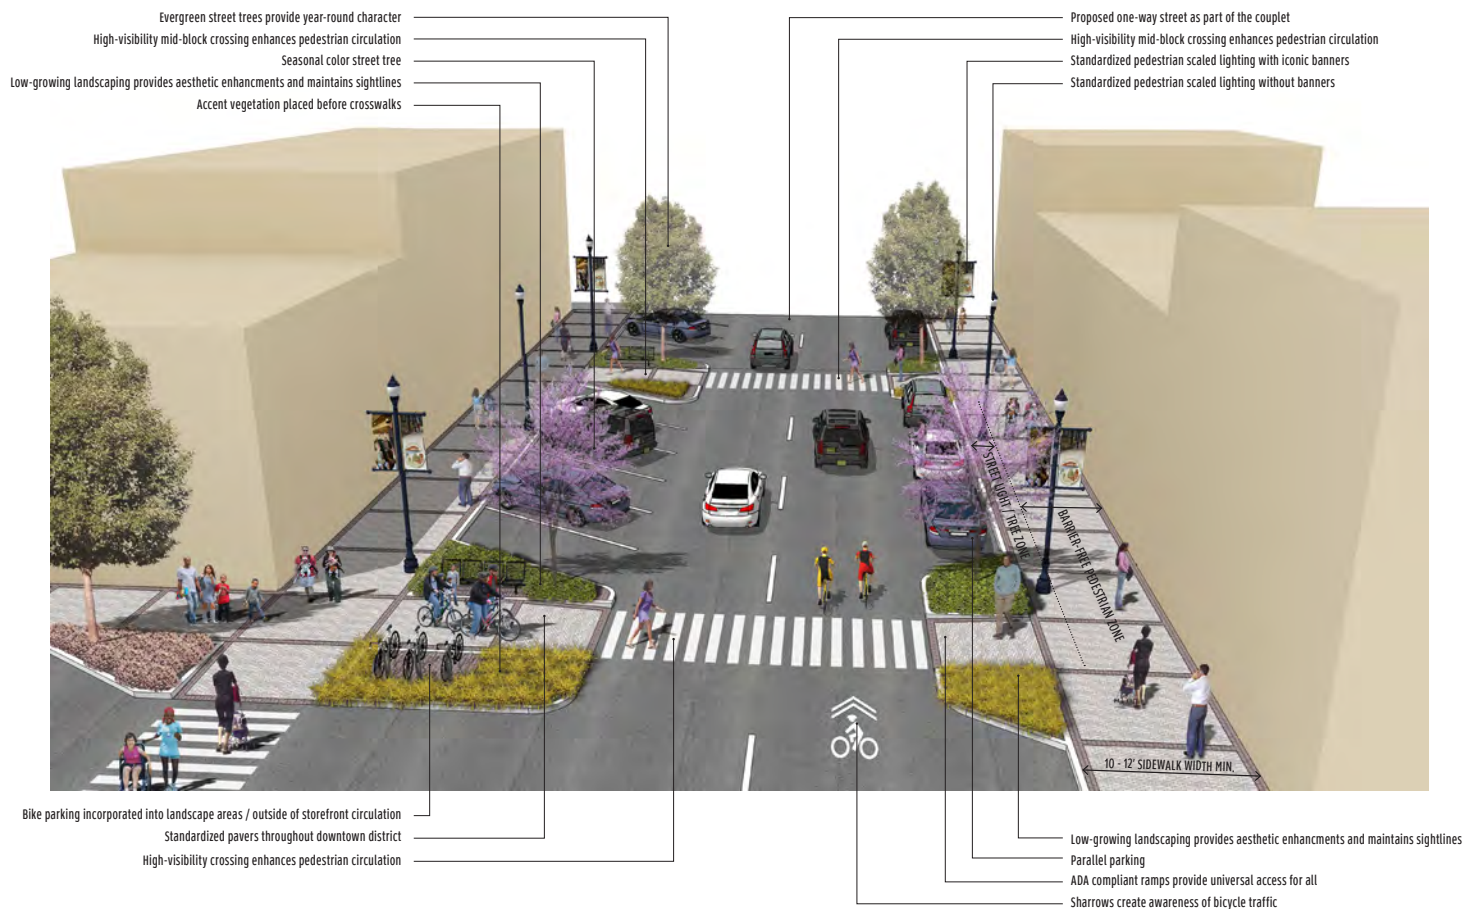 Evergreen street trees provide year-round character
High-visibility mid-block crossing enhances pedestrian circulation
Seasonal color street tree
Low-growing landscaping provides aesthetic enhancments and maintains sightlines
Accent vegetation placed before crosswalks
Proposed one-way street as part of the couplet
High-visibility mid-block crossing enhances pedestrian circulation
Standardized pedestrian scaled lighting with iconic banners
Standardized pedestrian scaled lighting without banners
STREET LIGHT / TREE ZONE
BARRIER-FREE PEDESTRIAN ZONE
10 - 12' SIDEWALK WIDTH MIN.
Bike parking incorporated into landscape areas / outside of storefront circulation
Standardized pavers throughout downtown district
High-visibility crossing enhances pedestrian circulation
Low-growing landscaping provides aesthetic enhancments and maintains sightlines
Parallel parking
ADA compliant ramps provide universal access for all
Sharrows create awareness of bicycle traffic